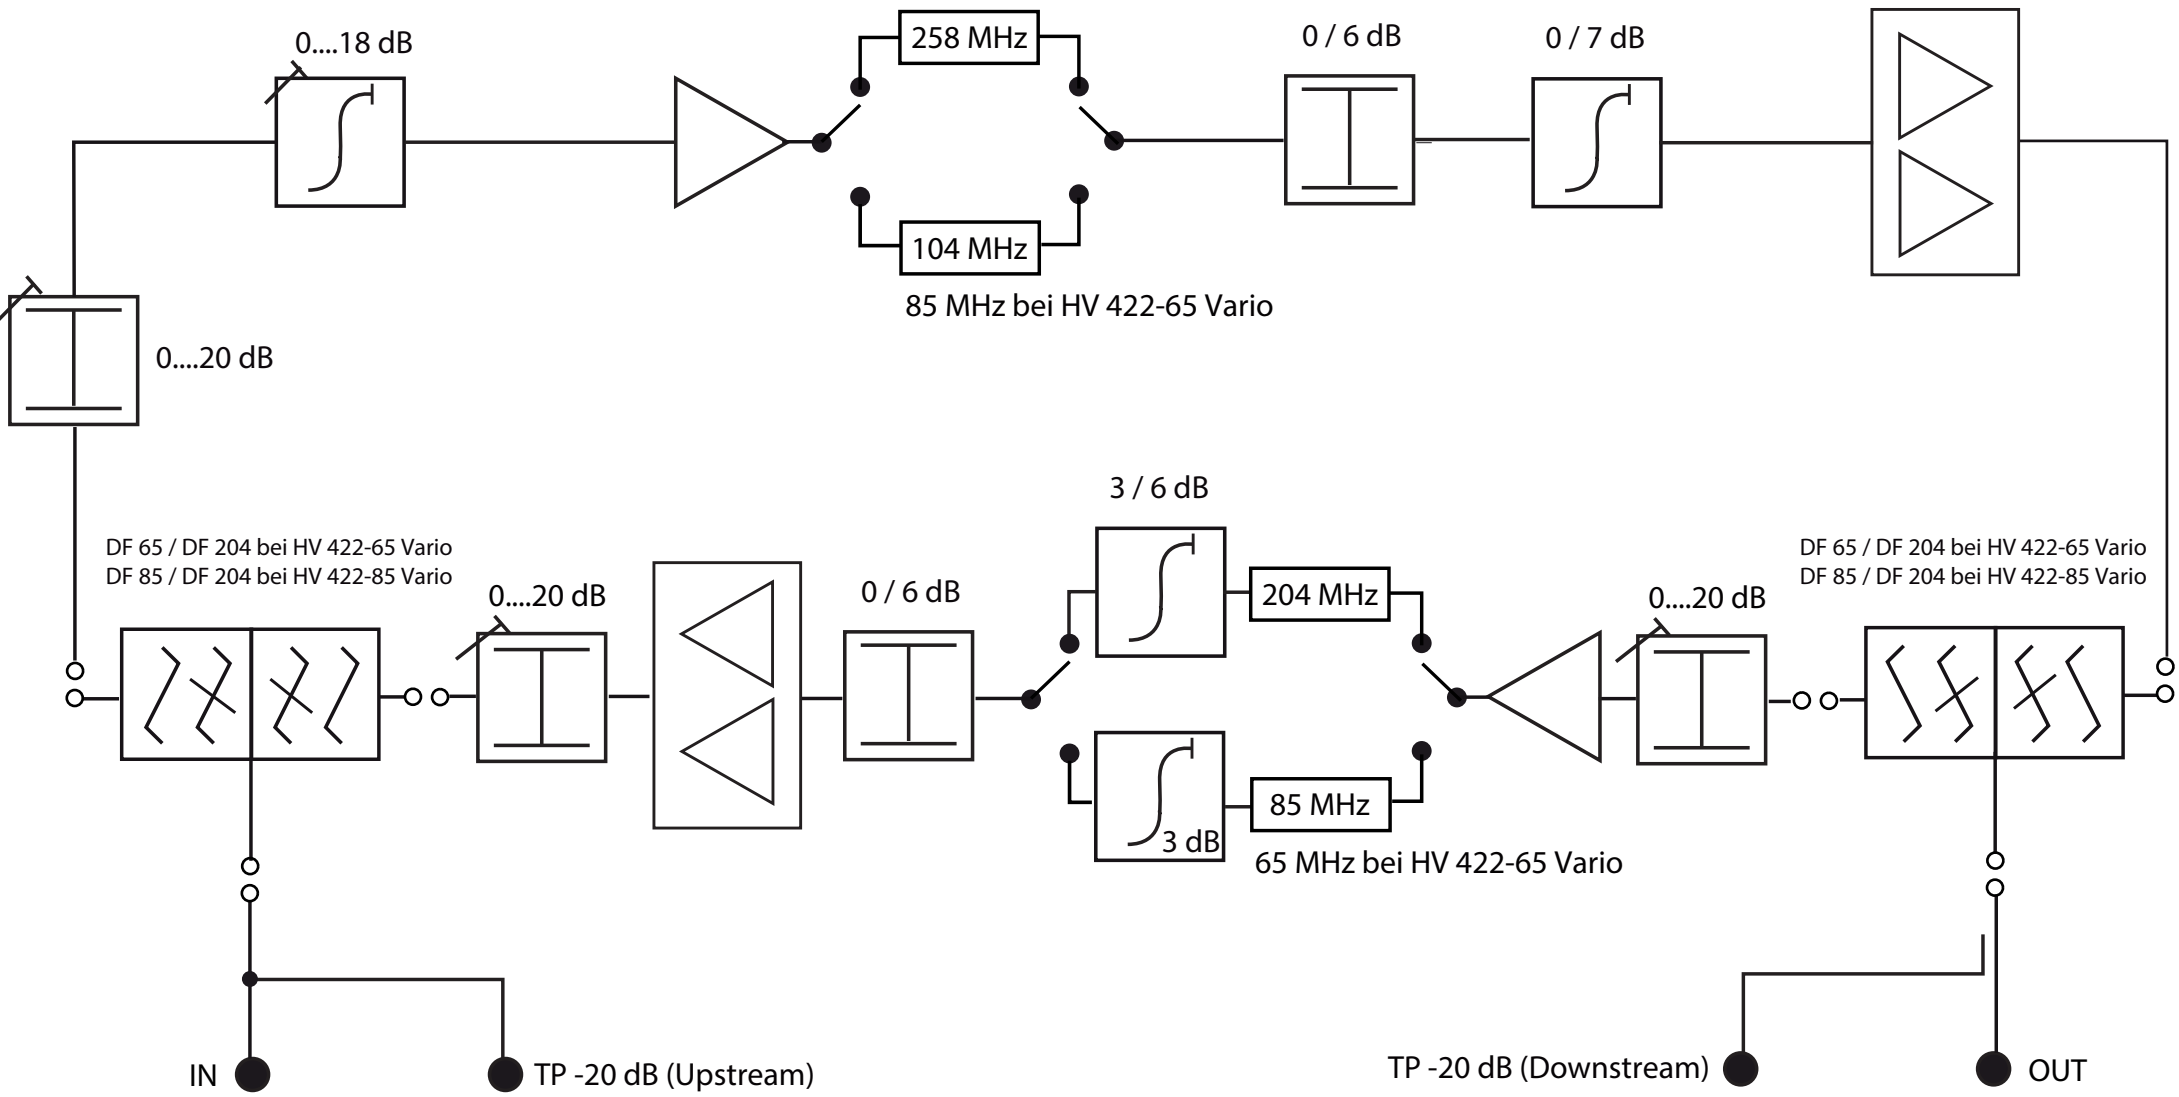 0....18 dB
258 MHz
0 / 6 dB
0 / 7 dB
104 MHz
85 MHz bei HV 422-65 Vario
0....20 dB
3 / 6 dB
DF 65 / DF 204 bei HV 422-65 Vario
DF 85 / DF 204 bei HV 422-85 Vario
0....20 dB
0 / 6 dB
204 MHz
0....20 dB
DF 65 / DF 204 bei HV 422-65 Vario
DF 85 / DF 204 bei HV 422-85 Vario
3 dB
85 MHz
65 MHz bei HV 422-65 Vario
IN
TP -20 dB (Upstream)
TP -20 dB (Downstream)
OUT